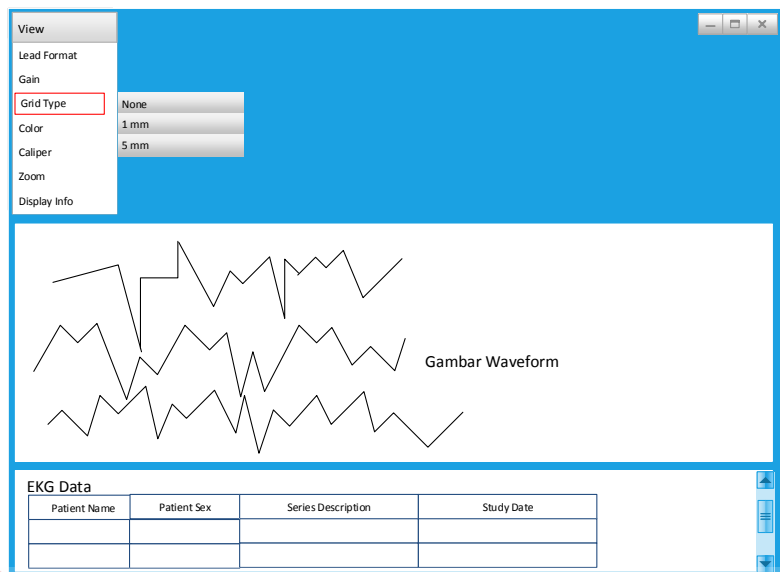 View
Lead Format
Gain
Grid Type
None
1 mm
5 mm
Color
Caliper
Zoom
Display Info
Gambar Waveform
EKG Data
Patient Name Patient Sex Series Description Study Date